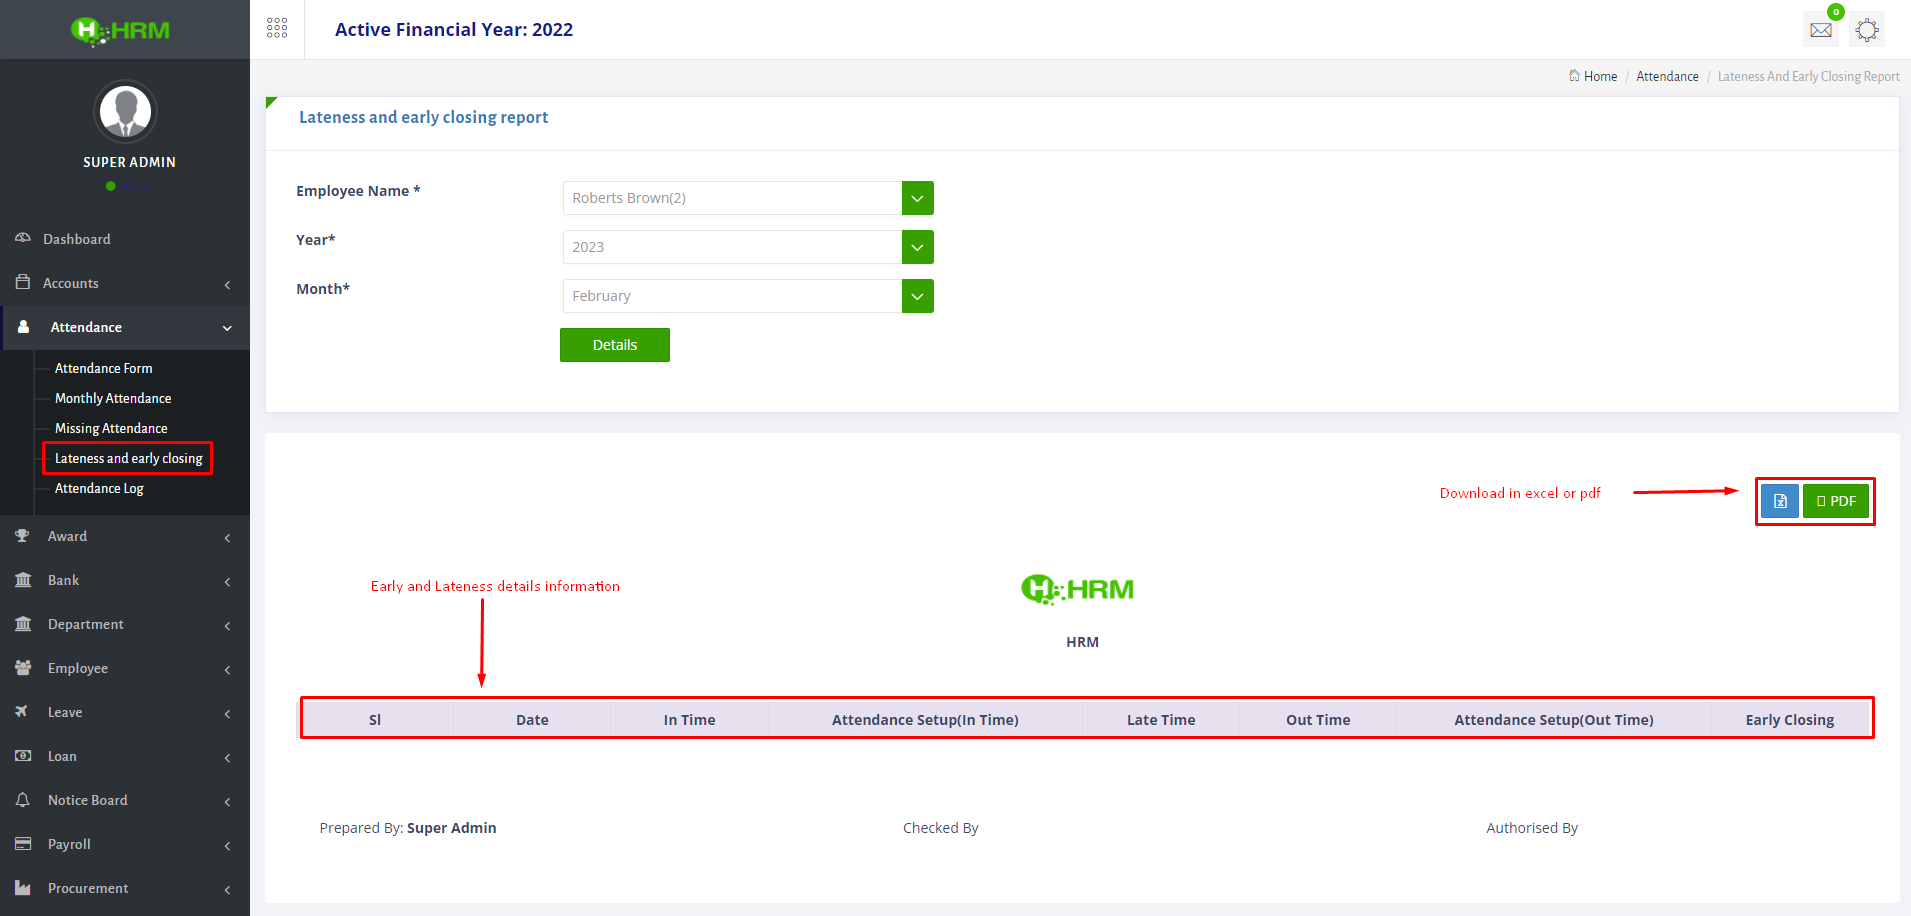 HRM
Active Financial Year: 2022
0
Home / Attendance / Lateness And Early Closing Report
SUPER ADMIN
Dashboard
Accounts
Attendance
Attendance Form
Monthly Attendance
Missing Attendance
Lateness and early closing
Attendance Log
Award
Bank
Department
Employee
Leave
Loan
Notice Board
Payroll
Procurement
Lateness and early closing report
Employee Name * Roberts Brown(2)
Year* 2023
Month* February
Details
Download in excel or pdf
PDF
Early and Lateness details information
HRM
HRM
Sl Date In Time Attendance Setup(In Time) Late Time Out Time Attendance Setup(Out Time) Early Closing
Prepared By: Super Admin Checked By Authorised By